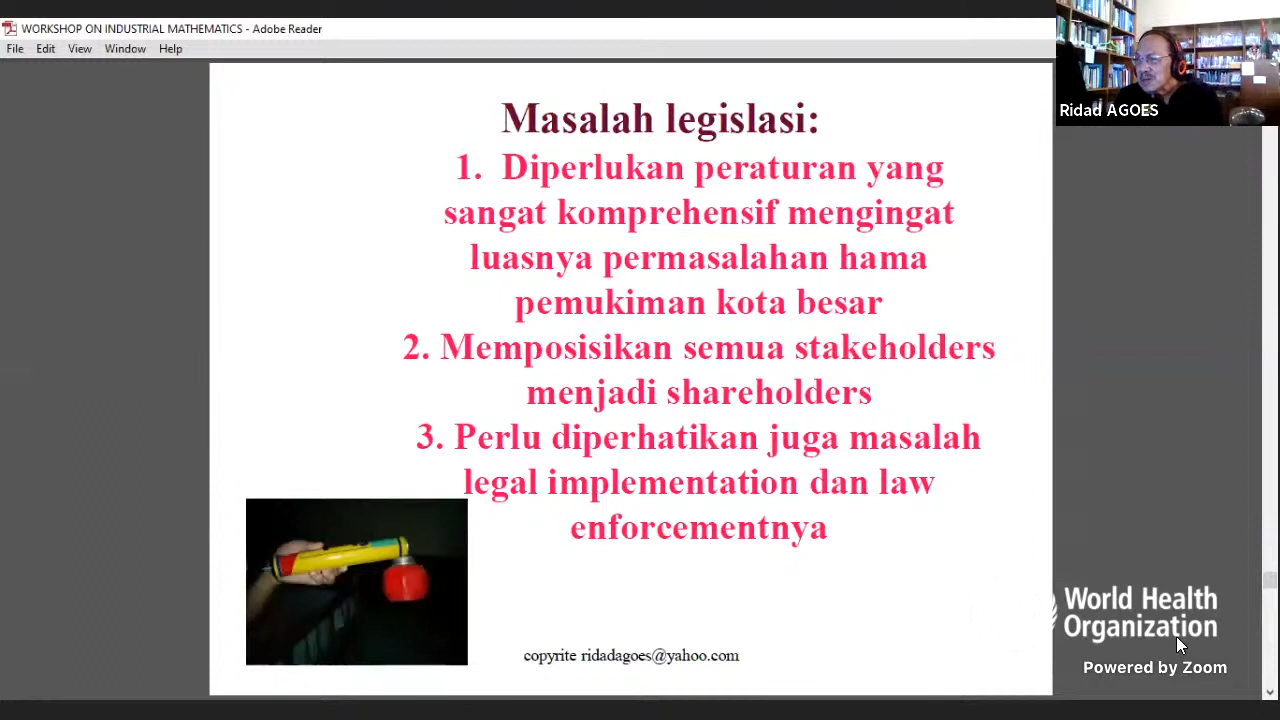 WORKSHOP ON INDUSTRIAL MATHEMATICS - Adobe Reader
File Edit View Window Help
Ridad AGOES
Masalah legislasi:
1. Diperlukan peraturan yang
sangat komprehensif mengingat
luasnya permasalahan hama
pemukiman kota besar
2. Memposisikan semua stakeholders
menjadi shareholders
3. Perlu diperhatikan juga masalah
legal implementation dan law
enforcementnya
copyrite ridadagoes@yahoo.com
World Health
Organization
Powered by Zoom